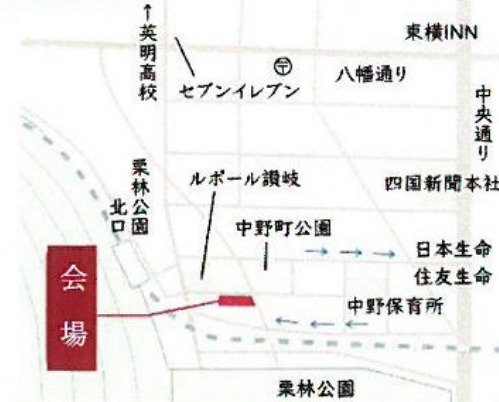 ↑英明高校
東横INN
〒
八幡通り
セブンイレブン
中央通り
栗林公園
北口
ルポール讃岐
四国新聞本社
中野町公園
日本生命
住友生命
会場
中野保育所
栗林公園